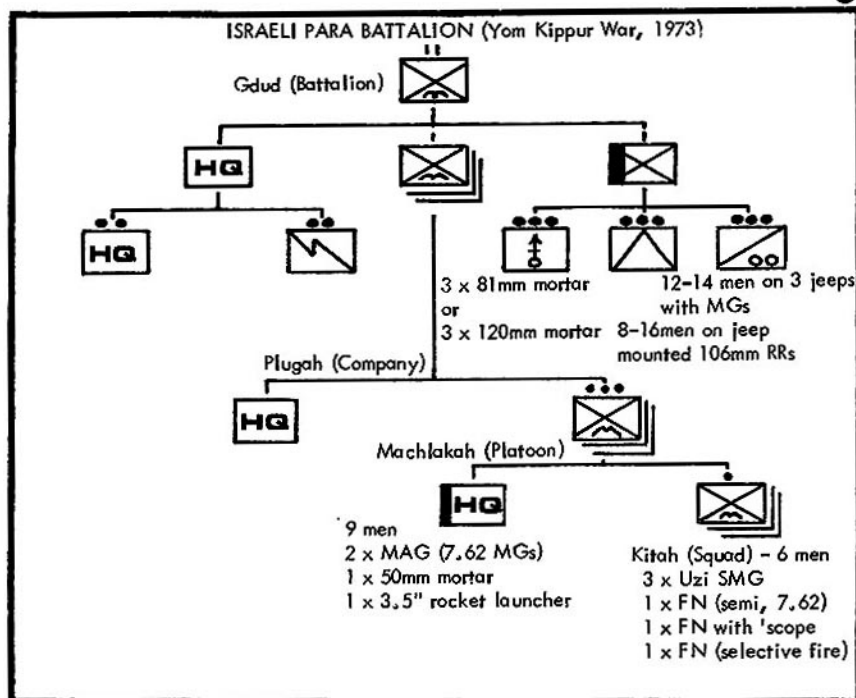 ISRAELI PARA BATTALION (Yom Kippur War, 1973)
Gdud (Battalion)
HQ
HQ
3 x 81mm mortar
or
3 x 120mm mortar
12-14 men on 3 jeeps
with MGs
8-16men on jeep
mounted 106mm RRs
Plugah (Company)
HQ
Machlakah (Platoon)
HQ
9 men
2 x MAG (7.62 MGs)
1 x 50mm mortar
1 x 3.5" rocket launcher
Kitah (Squad) - 6 men
3 x Uzi SMG
1 x FN (semi, 7.62)
1 x FN with 'scope
1 x FN (selective fire)